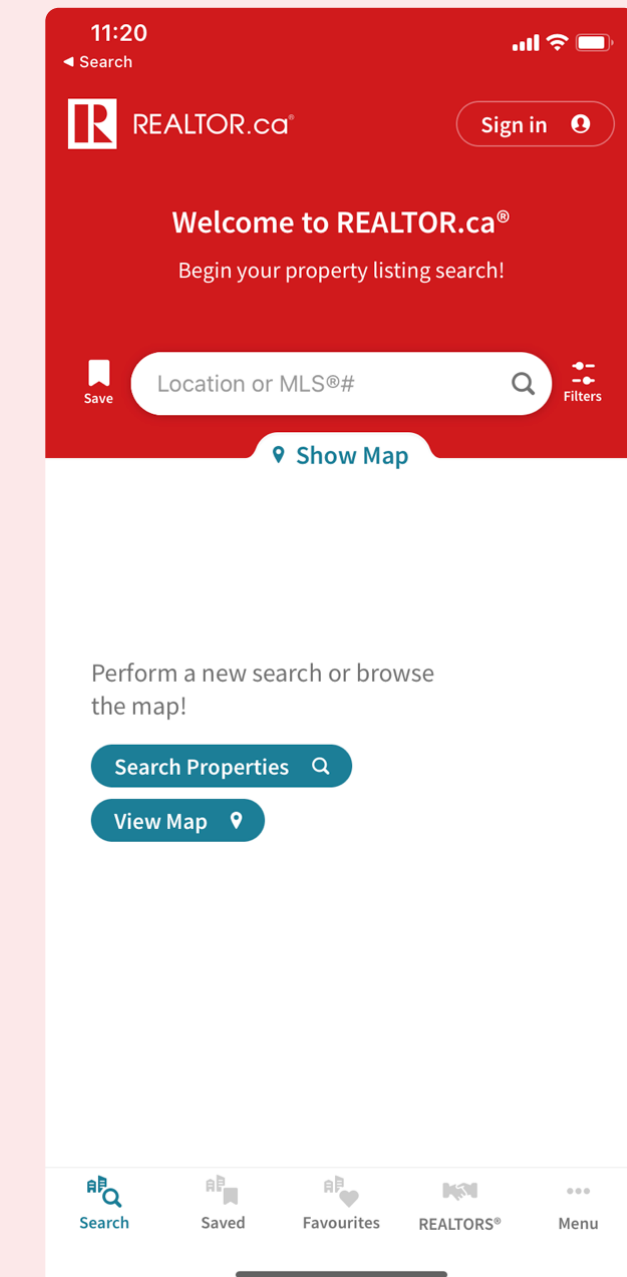 11:20
◀ Search
REALTOR.ca®
Sign in
Welcome to REALTOR.ca®
Begin your property listing search!
Save
Location or MLS®#
Filters
Show Map
Perform a new search or browse
the map!
Search Properties
View Map
Search
Saved
Favourites
REALTORS®
Menu